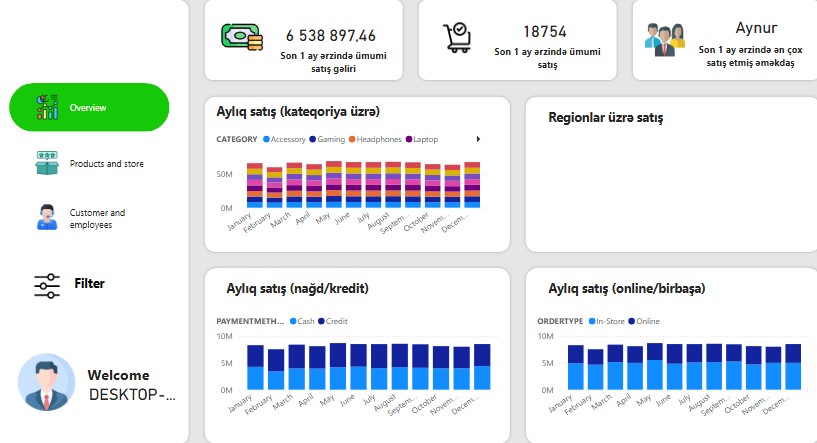 6 538 897,46
Son 1 ay ərzində ümumi
satış gəliri
18754
Son 1 ay ərzində ümumi
satış
Aynur
Son 1 ay ərzində ən çox
satış etmiş əməkdaş
Overview
Products and store
Customer and
employees
Filter
Welcome
DESKTOP-...
Aylıq satış (kateqoriya üzrə)
CATEGORY Accessory Gaming Headphones Laptop
50M
0M
January February March April May June July August Septem... October Novem... Decem...
Regionlar üzrə satış
Aylıq satış (nağd/kredit)
PAYMENTMETH... Cash Credit
10M
5M
0M
January February March April May June July August Septem... October Novem... Decem...
Aylıq satış (online/birbaşa)
ORDERTYPE In-Store Online
10M
5M
0M
January February March April May June July August Septem... October Novem... Decem...